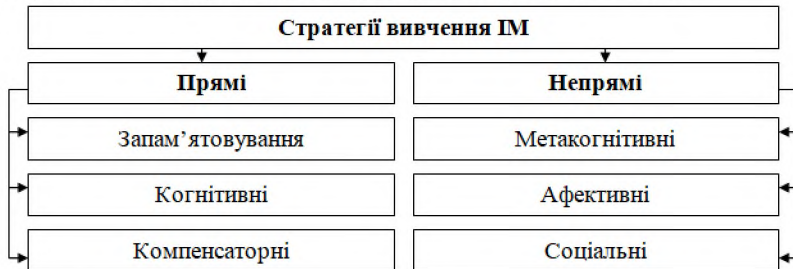 Стратегії вивчення ІМ
Прямі
Непрямі
Запам’ятовування
Метакогнітивні
Когнітивні
Афективні
Компенсаторні
Соціальні